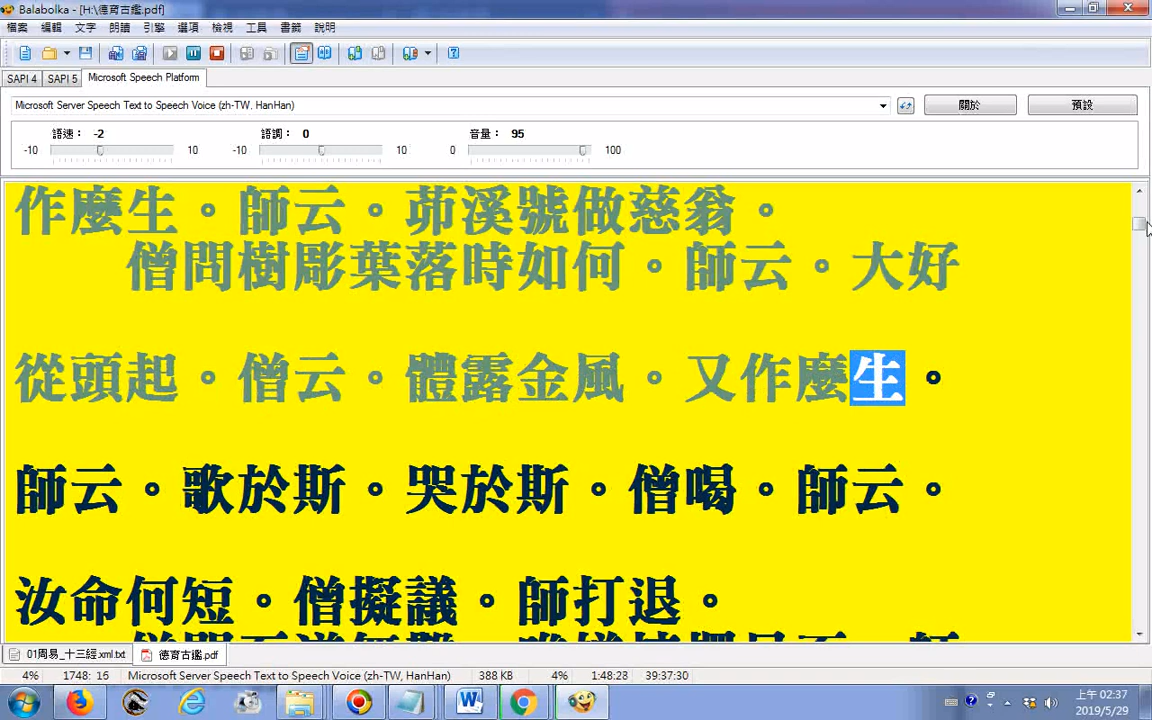 Balabolka - [H:\德育古鑑.pdf]
檔案 編輯 文字 朗讀 引擎 選項 檢視 工具 書籤 說明
SAPI 4 SAPI 5 Microsoft Speech Platform
Microsoft Server Speech Text to Speech Voice (zh-TW, HanHan) 關於 預設
語速： -2 語調： 0 音量： 95
-10 10 -10 10 0 100
作麼生。師云。茆溪號做慈翁。
僧問樹彫葉落時如何。師云。大好
從頭起。僧云。體露金風。又作麼生。
師云。歌於斯。哭於斯。僧喝。師云。
汝命何短。僧擬議。師打退。
01周易_十三經.xml.txt 德育古鑑.pdf
4% 1748: 16 Microsoft Server Speech Text to Speech Voice (zh-TW, HanHan) 388 KB 4% 1:48:23 39:37:30
上午 02:37
2019/5/29